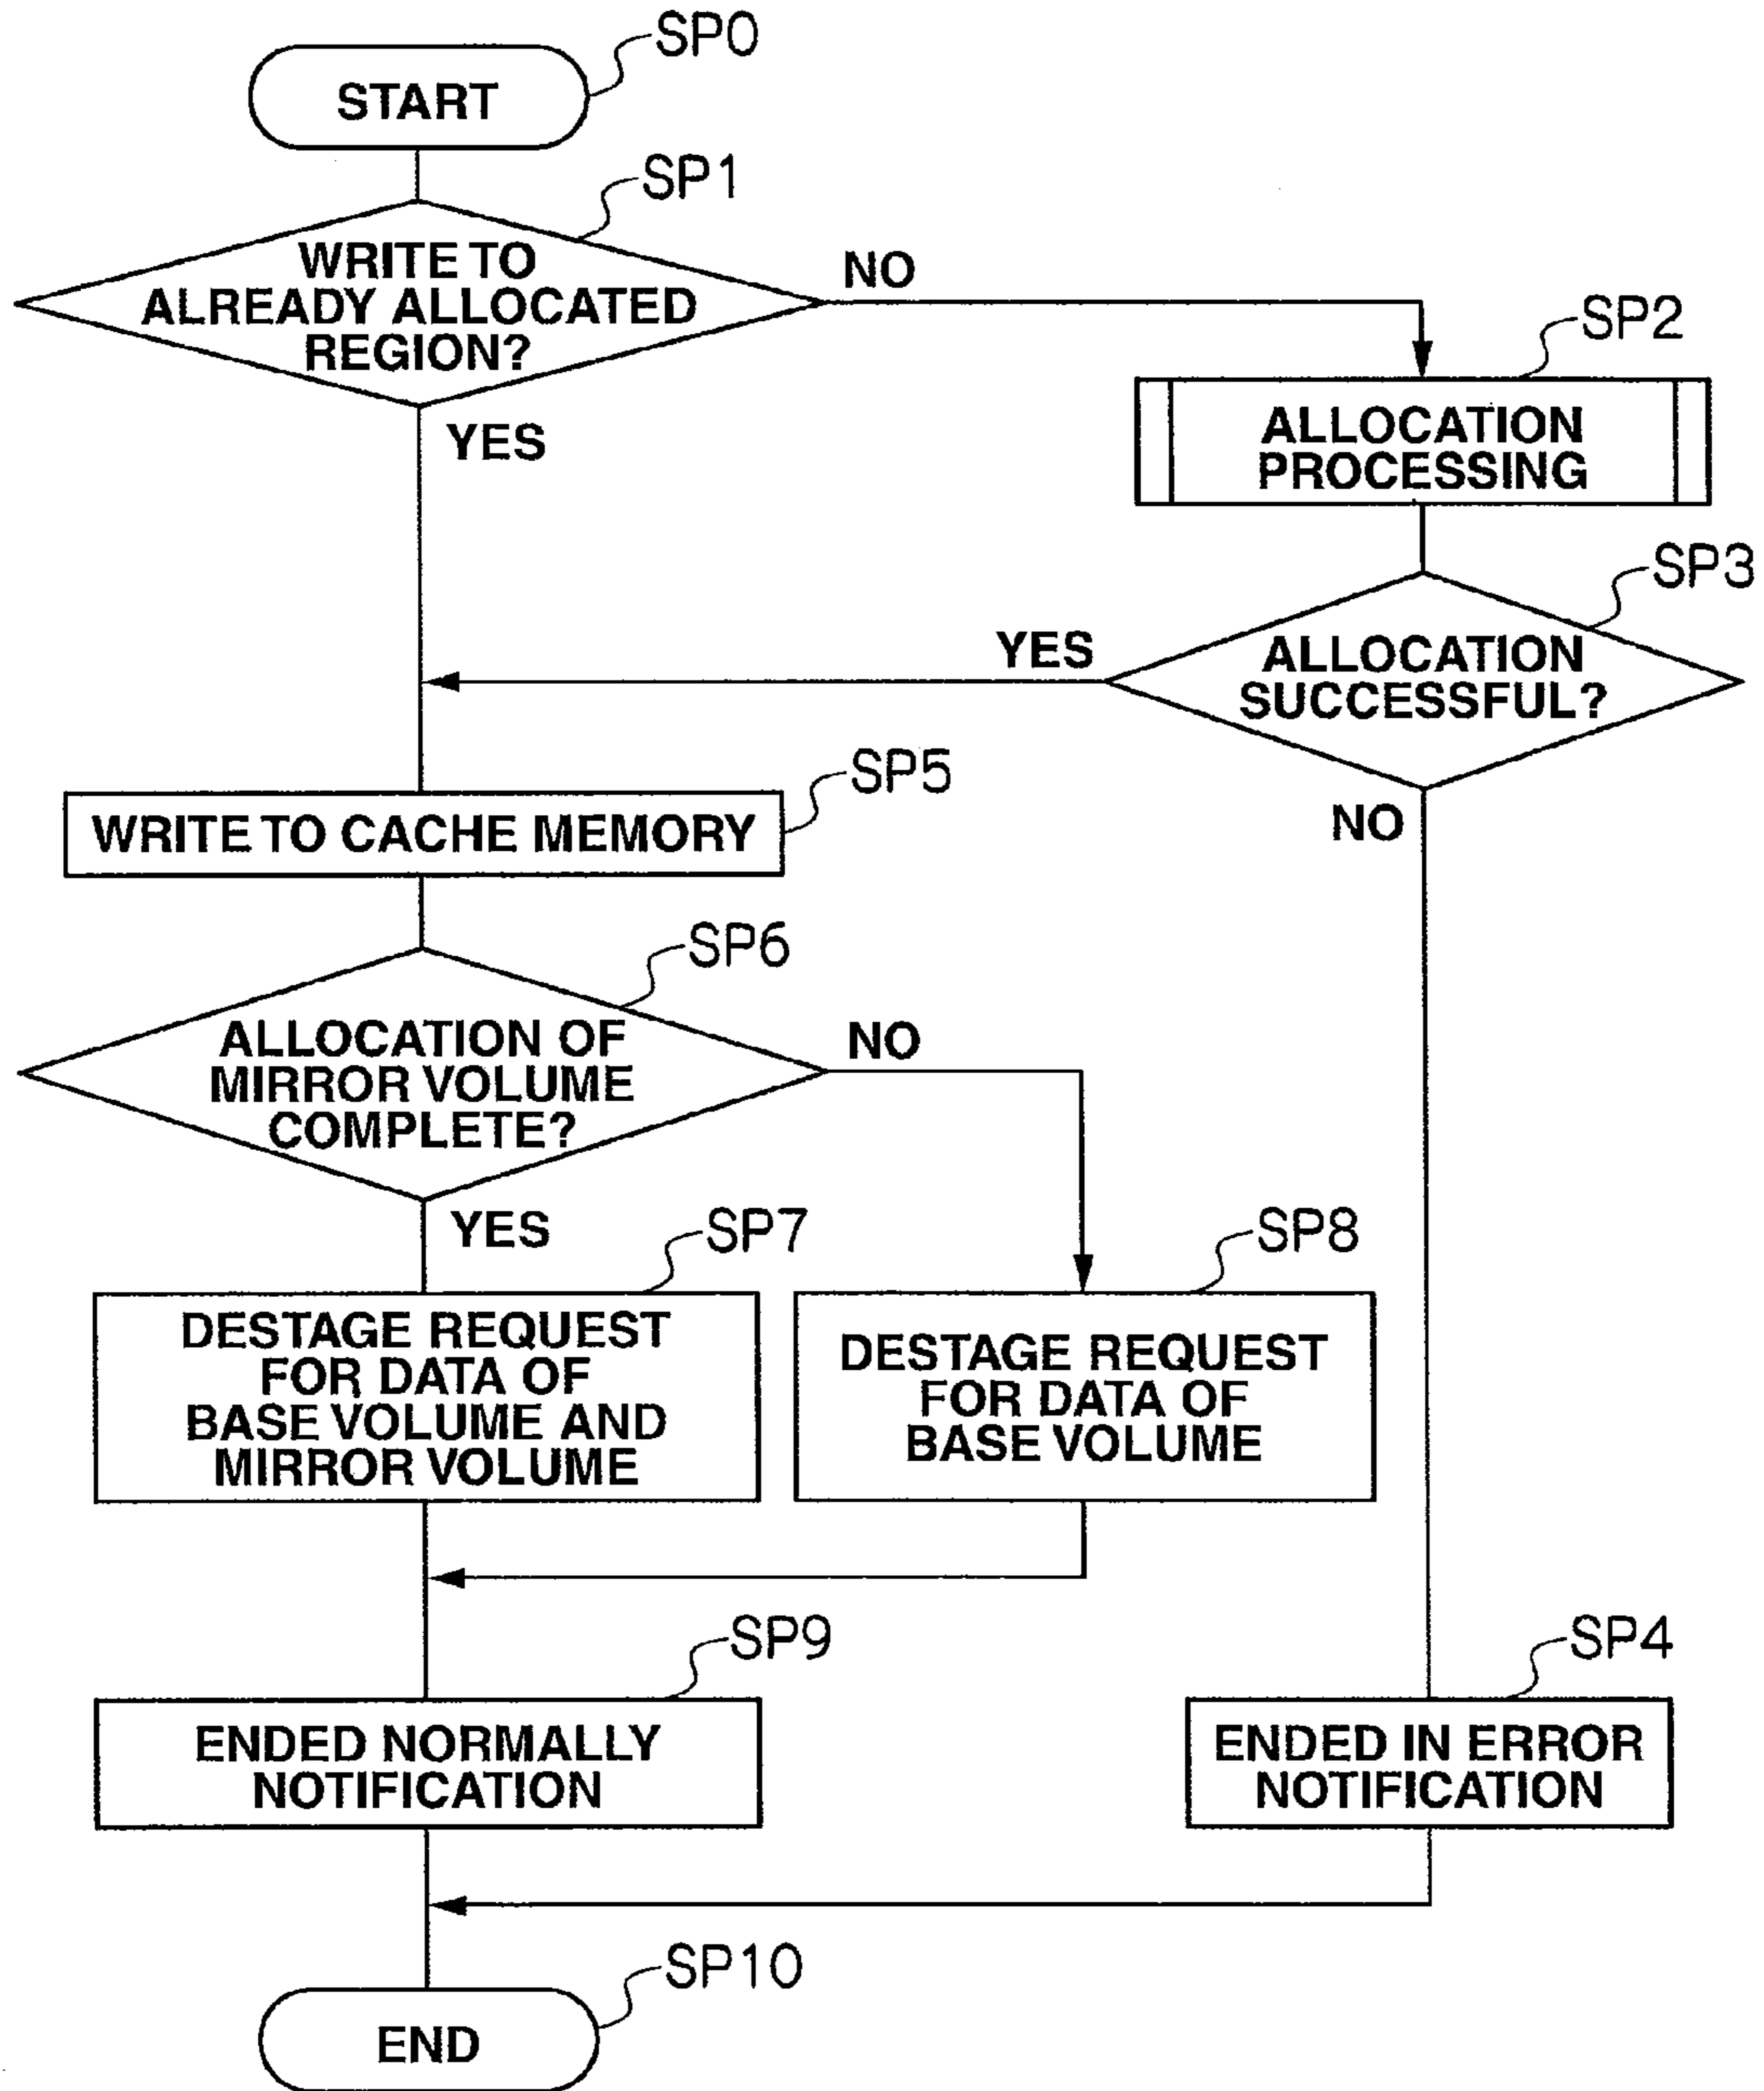 SP0
START
SP1
WRITE TO
ALREADY ALLOCATED
REGION?
NO
YES
SP2
ALLOCATION
PROCESSING
SP3
ALLOCATION
SUCCESSFUL?
YES
NO
SP5
WRITE TO CACHE MEMORY
SP6
ALLOCATION OF
MIRROR VOLUME
COMPLETE?
NO
YES
SP7
DESTAGE REQUEST
FOR DATA OF
BASE VOLUME AND
MIRROR VOLUME
SP8
DESTAGE REQUEST
FOR DATA OF
BASE VOLUME
SP9
ENDED NORMALLY
NOTIFICATION
SP4
ENDED IN ERROR
NOTIFICATION
SP10
END